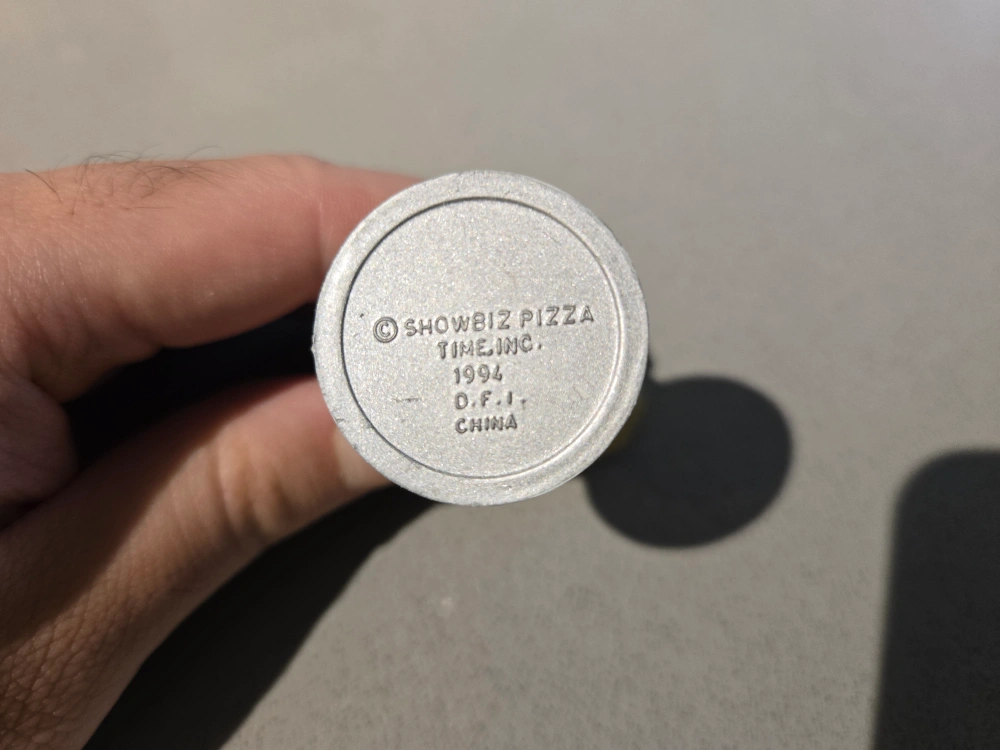 © SHOWBIZ PIZZA
TIME, INC.
1994
D.F.I.
CHINA